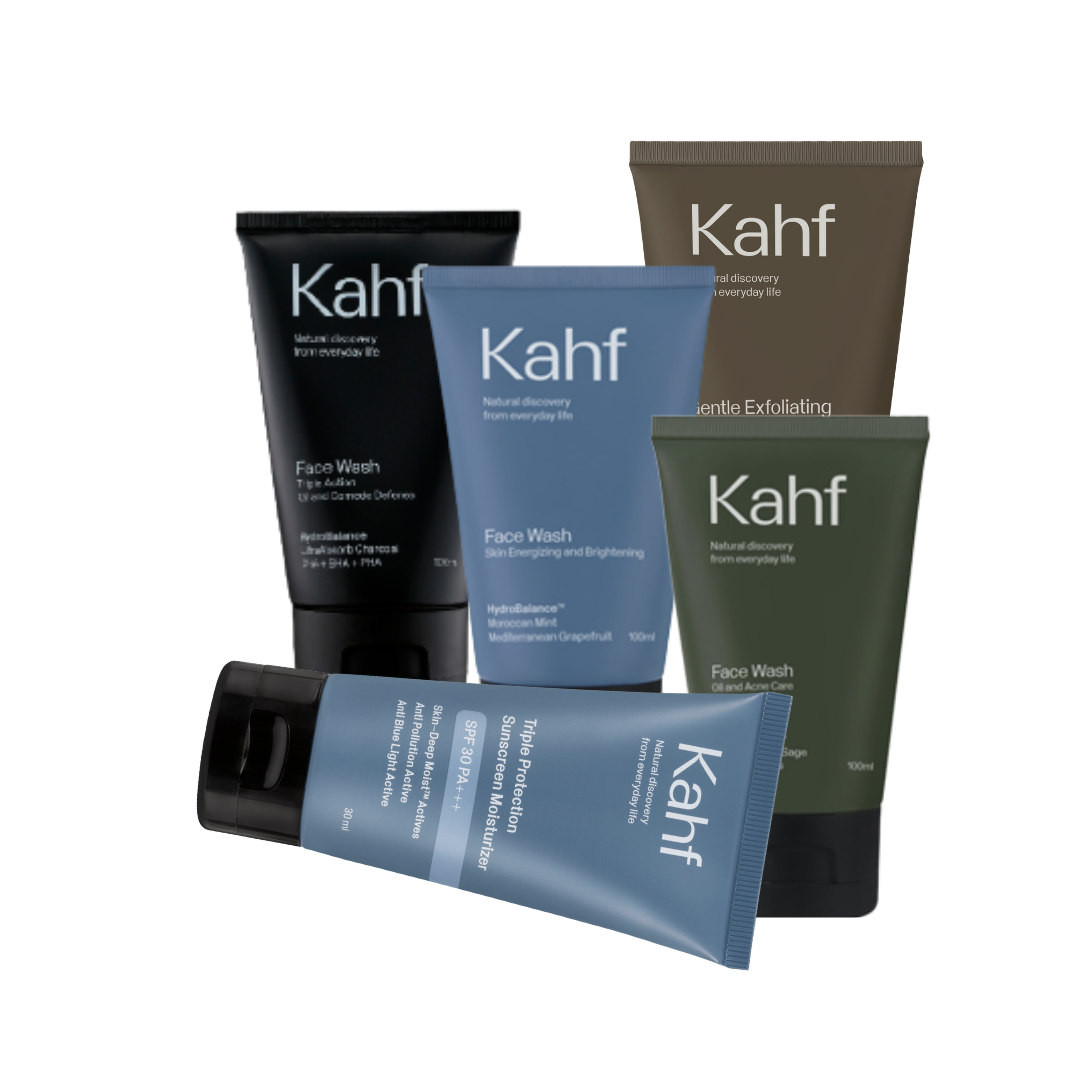 Kahf
Natural discovery
from everyday life
Face Wash
Triple Action
Oil and Comedo Defense
HydroBalance
UltraAbsorb Charcoal
PHA + BHA + PHA
100ml
Kahf
Natural discovery
from everyday life
Face Wash
Skin Energizing and Brightening
HydroBalance™
Moroccan Mint
Mediterranean Grapefruit 100ml
Kahf
discovery
everyday life
Exfoliating
Kahf
Natural discovery
from everyday life
Face Wash
Oil and Acne Care
Sage
100ml
Kahf
Natural discovery
from everyday life
Triple Protection
Sunscreen Moisturizer
SPF 30 PA+++
Skin-Deep Moist™ Actives
Anti Pollution Active
Anti Blue Light Active
30 ml